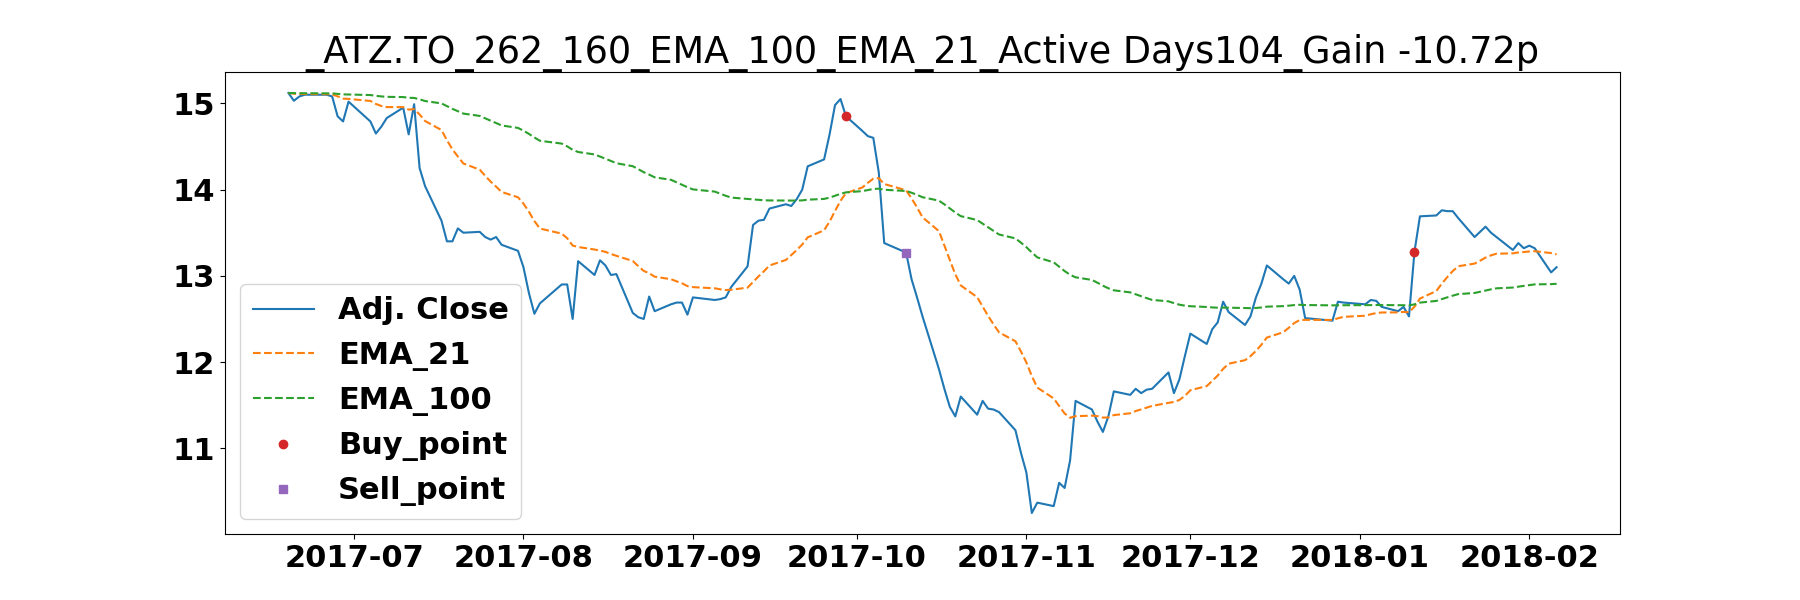 _ATZ.TO_262_160_EMA_100_EMA_21_Active Days104_Gain -10.72p
15
14
13
12
11
Adj. Close
EMA_21
EMA_100
Buy_point
Sell_point
2017-07 2017-08 2017-09 2017-10 2017-11 2017-12 2018-01 2018-02